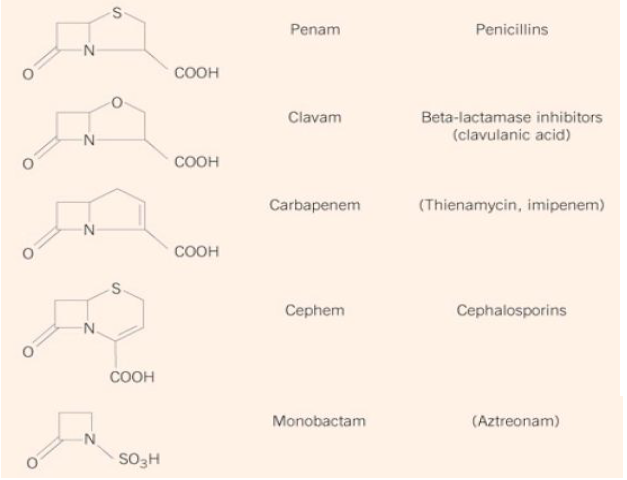 S
N
O
COOH
Penam
Penicillins
O
N
O
COOH
Clavam
Beta-lactamase inhibitors
(clavulanic acid)
N
O
COOH
Carbapenem
(Thienamycin, imipenem)
S
N
O
COOH
Cephem
Cephalosporins
N
O
SO₃H
Monobactam
(Aztreonam)